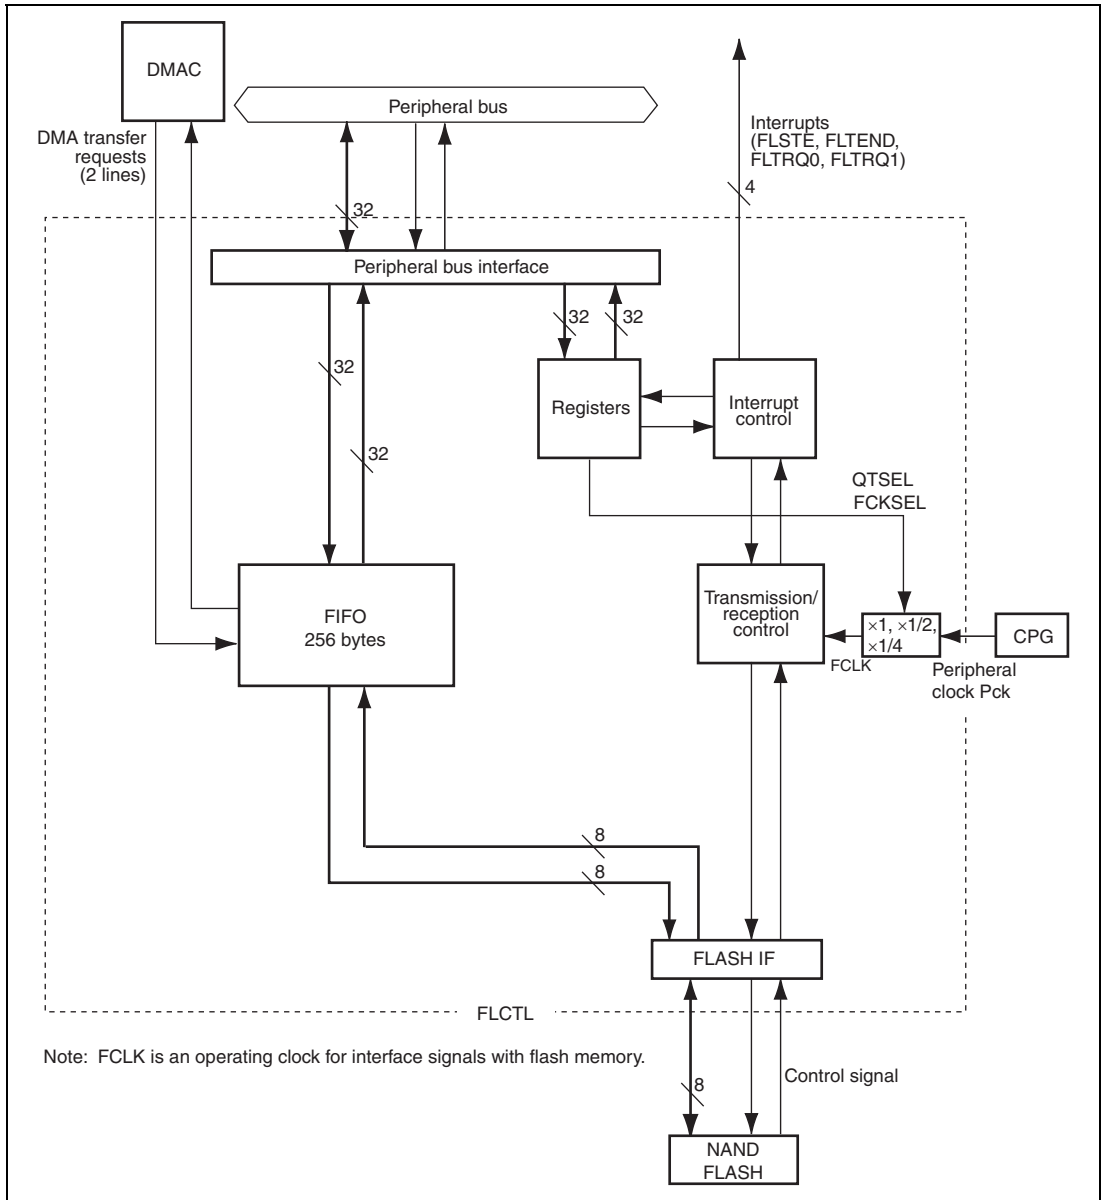 DMAC
Peripheral bus
DMA transfer
requests
(2 lines)
Interrupts
(FLSTE, FLTEND,
FLTRQ0, FLTRQ1)
4
32
Peripheral bus interface
32
32
32
32
Registers
Interrupt
control
QTSEL
FCKSEL
FIFO
256 bytes
Transmission/
reception
control
×1, ×1/2,
×1/4
CPG
FCLK
Peripheral
clock Pck
8
8
FLASH IF
FLCTL
Note: FCLK is an operating clock for interface signals with flash memory.
8
Control signal
NAND
FLASH